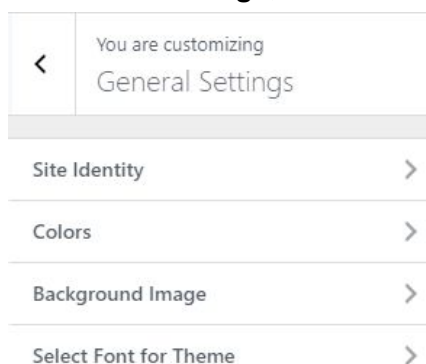 You are customizing
General Settings
Site Identity
Colors
Background Image
Select Font for Theme